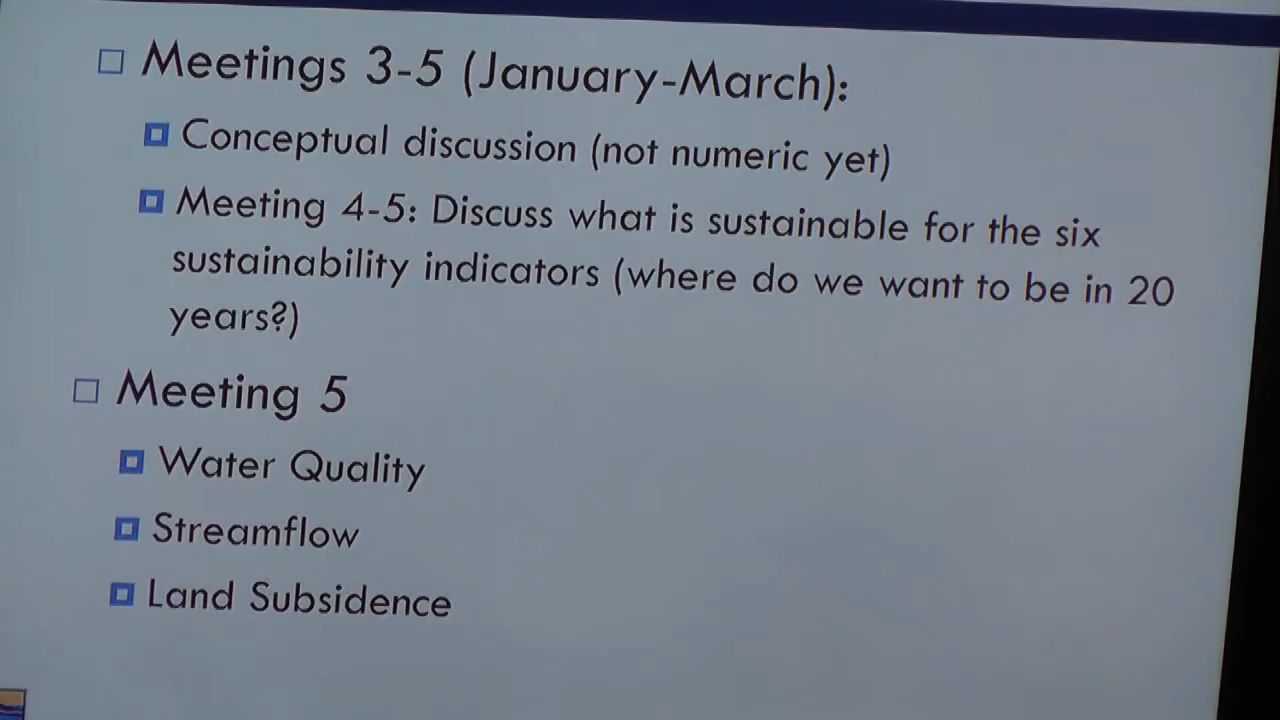 Meetings 3-5 (January-March):
Conceptual discussion (not numeric yet)
Meeting 4-5: Discuss what is sustainable for the six
sustainability indicators (where do we want to be in 20
years?)
Meeting 5
Water Quality
Streamflow
Land Subsidence